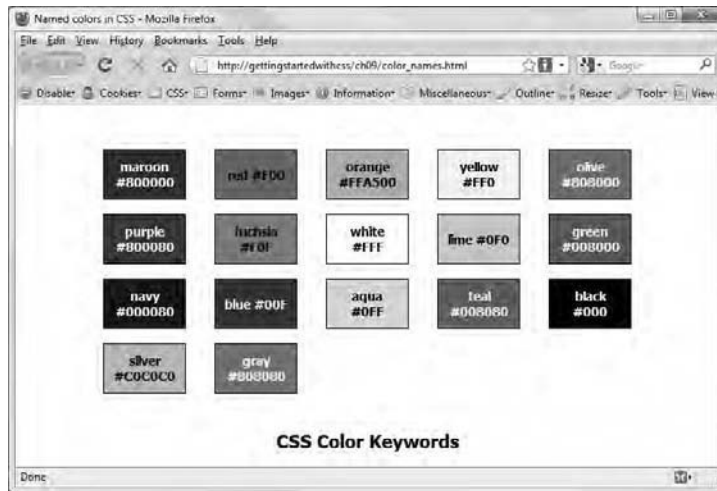 Named colors in CSS - Mozilla Firefox
File Edit View History Bookmarks Tools Help
http://gettingstartedwithcss/ch09/color_names.html Google
Disable Cookies CSS Forms Images Information Miscellaneous Outline Resize Tools View
maroon #800000
red #F00
orange #FFA500
yellow #FF0
olive #808000
purple #800080
fuchsia #F0F
white #FFF
lime #0F0
green #008000
navy #000080
blue #00F
aqua #0FF
teal #008080
black #000
silver #C0C0C0
gray #808080
CSS Color Keywords
Done